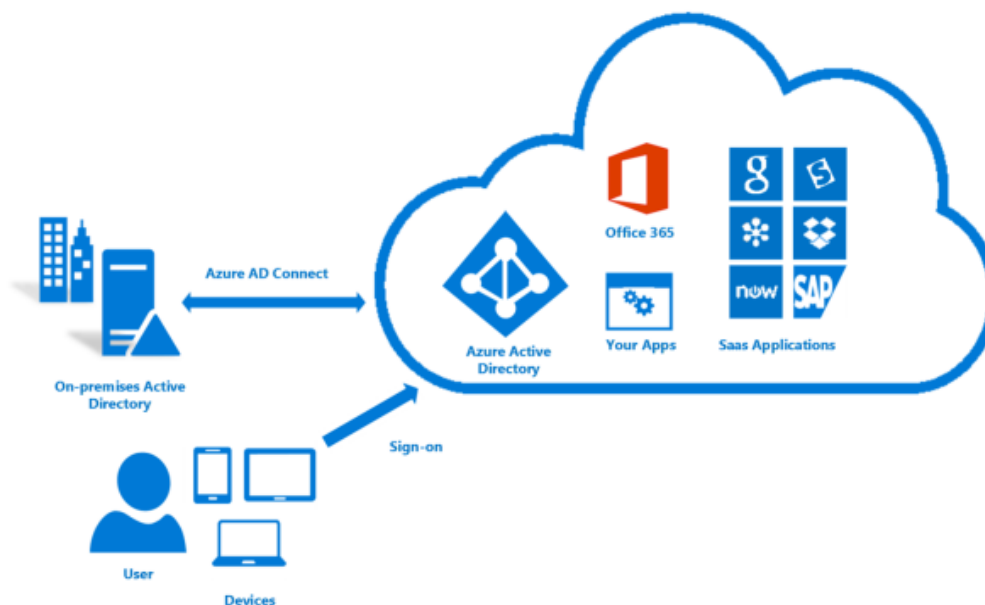 Office 365
Azure AD Connect
now
SAP
Azure Active
Directory
Your Apps
Saas Applications
On-premises Active
Directory
Sign-on
User
Devices